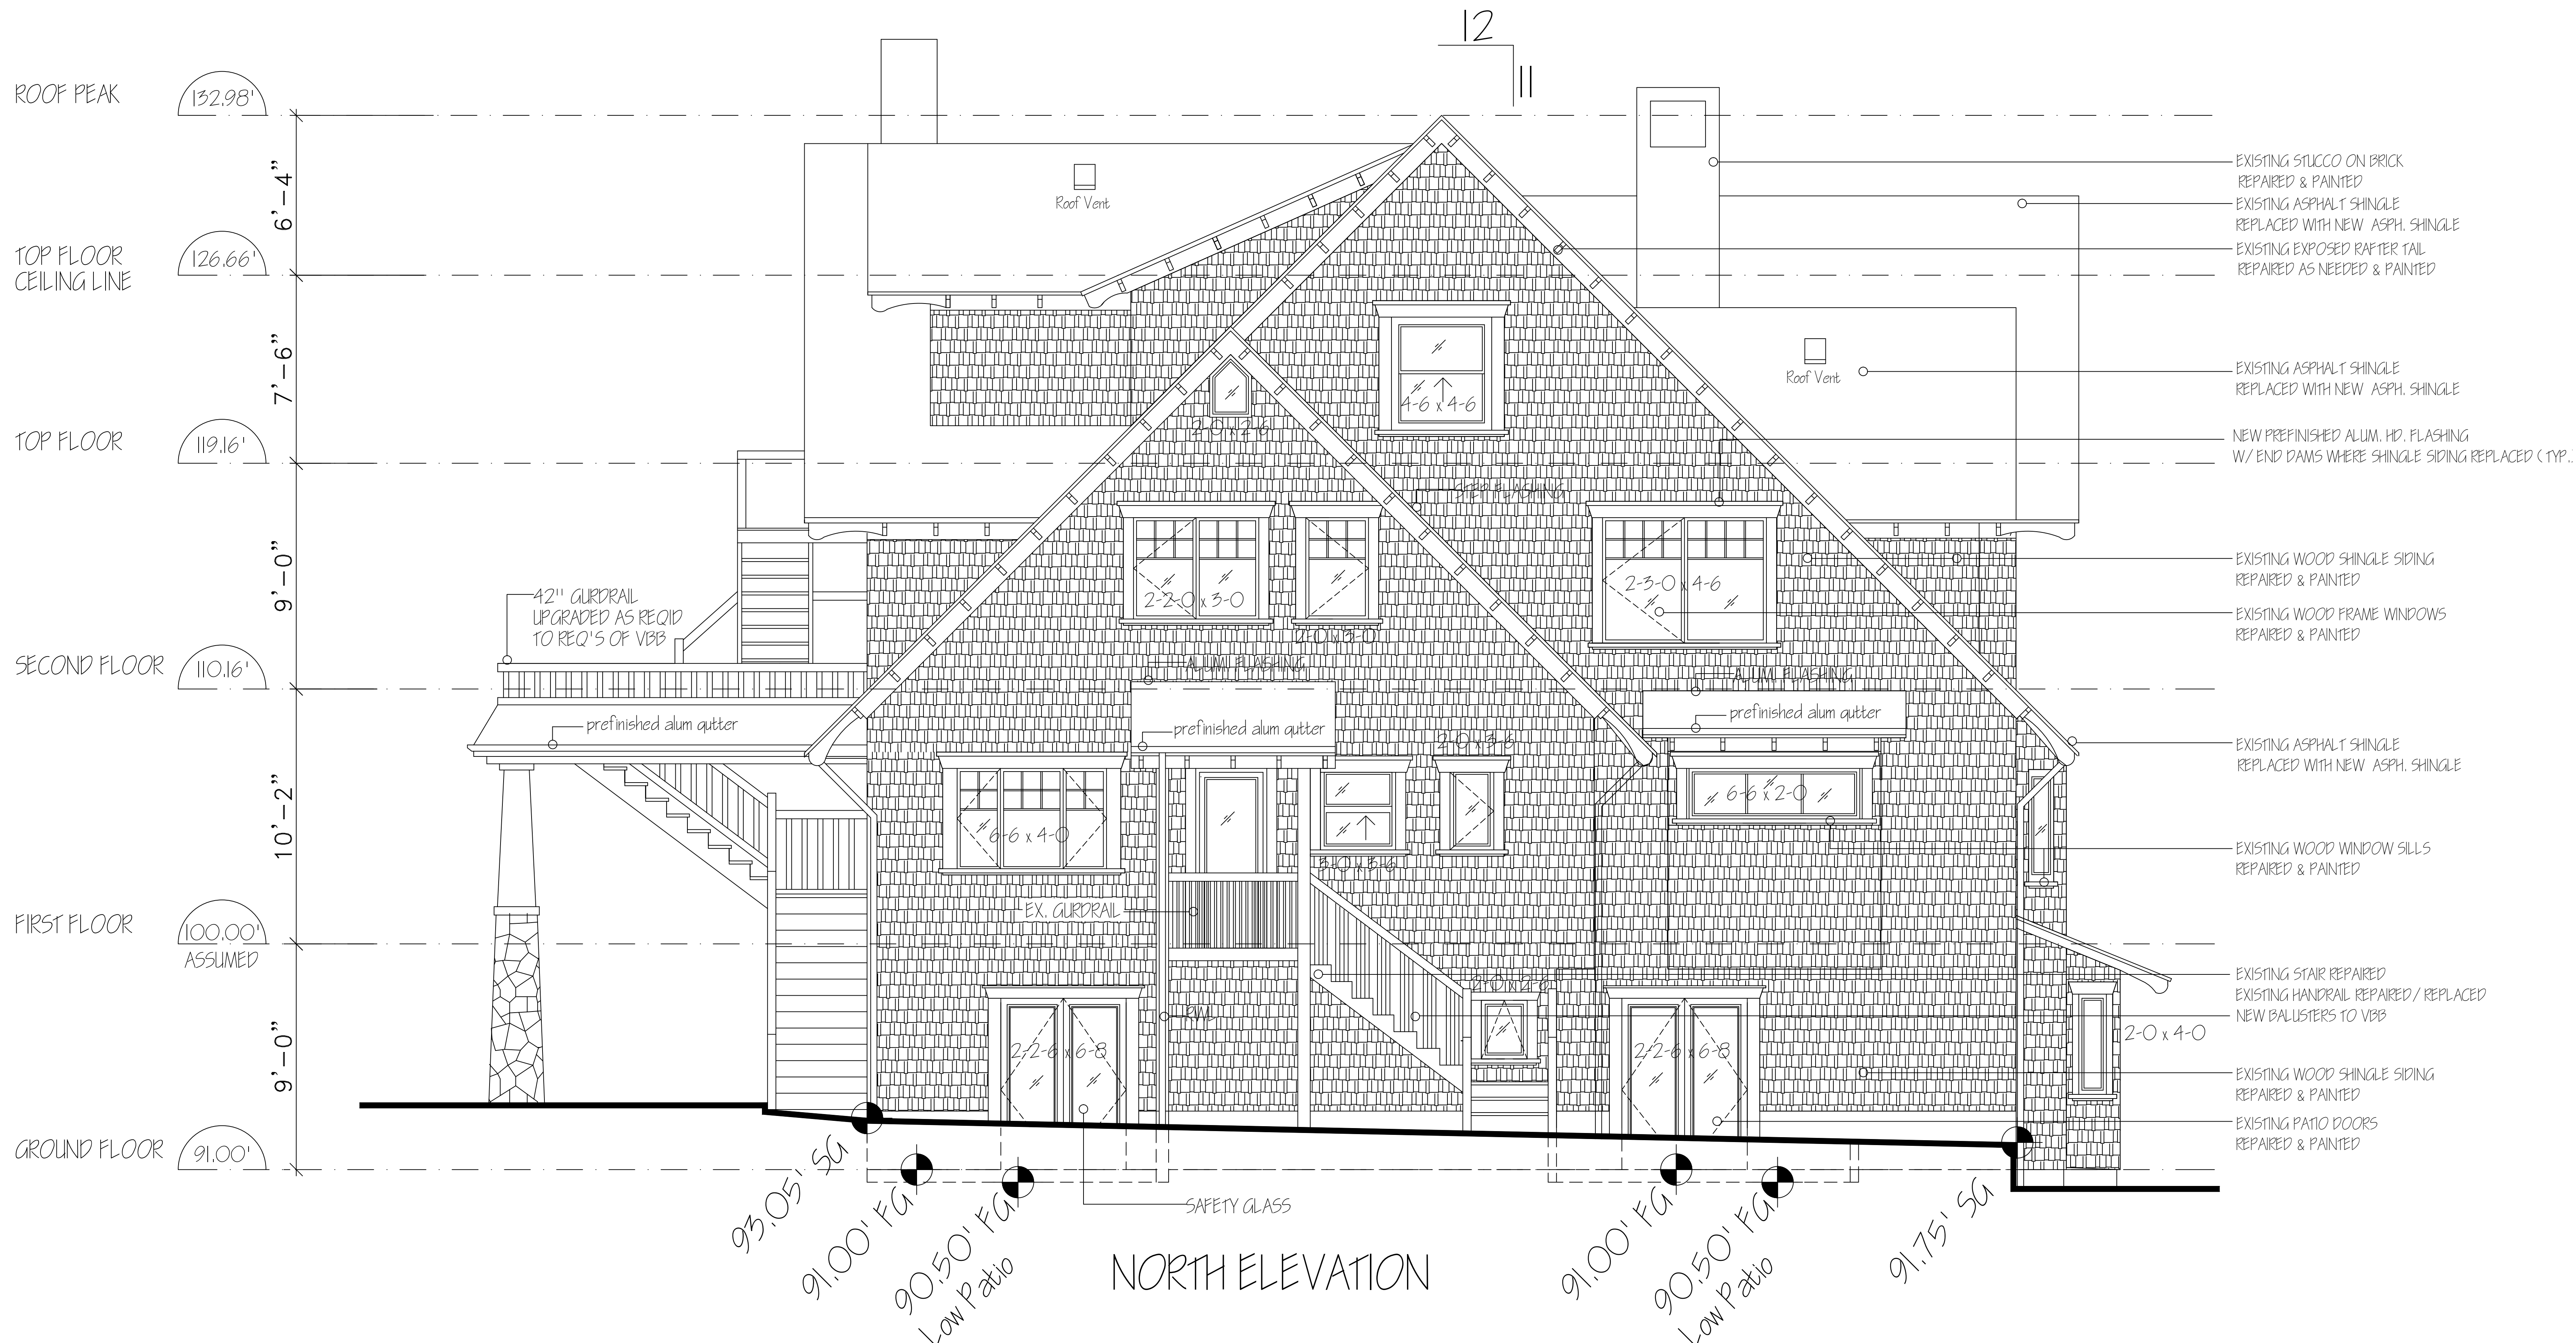 12
11
ROOF PEAK
132.98'
6'-4"
TOP FLOOR
CEILING LINE
126.66'
7'-6"
TOP FLOOR
119.16'
9'-0"
SECOND FLOOR
110.16'
10'-2"
FIRST FLOOR
100.00'
ASSUMED
9'-0"
GROUND FLOOR
91.00'
Roof Vent
Roof Vent
4-6 x 4-6
2-0 x 2-6
STEP FLASHING
2-2-0 x 3-0
2-0 x 3-0
2-3-0 x 4-6
42" GURDRAIL
UPGRADED AS REQ'D
TO REQ'S OF VBB
ALUM. FLASHING
ALUM. FLASHING
prefinished alum gutter
prefinished alum gutter
prefinished alum gutter
2-0 x 3-6
6-6 x 4-0
3-0 x 3-6
6-6 x 2-0
EX. GURDRAIL
2-0 x 2-6
RWL
2-2-6 x 6-8
2-2-6 x 6-8
2-0 x 4-0
EXISTING STUCCO ON BRICK
REPAIRED & PAINTED
EXISTING ASPHALT SHINGLE
REPLACED WITH NEW ASPH. SHINGLE
EXISTING EXPOSED RAFTER TAIL
REPAIRED AS NEEDED & PAINTED
EXISTING ASPHALT SHINGLE
REPLACED WITH NEW ASPH. SHINGLE
NEW PREFINISHED ALUM. HD. FLASHING
W/ END DAMS WHERE SHINGLE SIDING REPLACED ( TYP.
EXISTING WOOD SHINGLE SIDING
REPAIRED & PAINTED
EXISTING WOOD FRAME WINDOWS
REPAIRED & PAINTED
EXISTING ASPHALT SHINGLE
REPLACED WITH NEW ASPH. SHINGLE
EXISTING WOOD WINDOW SILLS
REPAIRED & PAINTED
EXISTING STAIR REPAIRED
EXISTING HANDRAIL REPAIRED/ REPLACED
NEW BALUSTERS TO VBB
EXISTING WOOD SHINGLE SIDING
REPAIRED & PAINTED
EXISTING PATIO DOORS
REPAIRED & PAINTED
93.05' SG
91.00' FG
90.50' FG
Low Patio
SAFETY GLASS
91.00' FG
90.50' FG
Low Patio
91.75' SG
NORTH ELEVATION